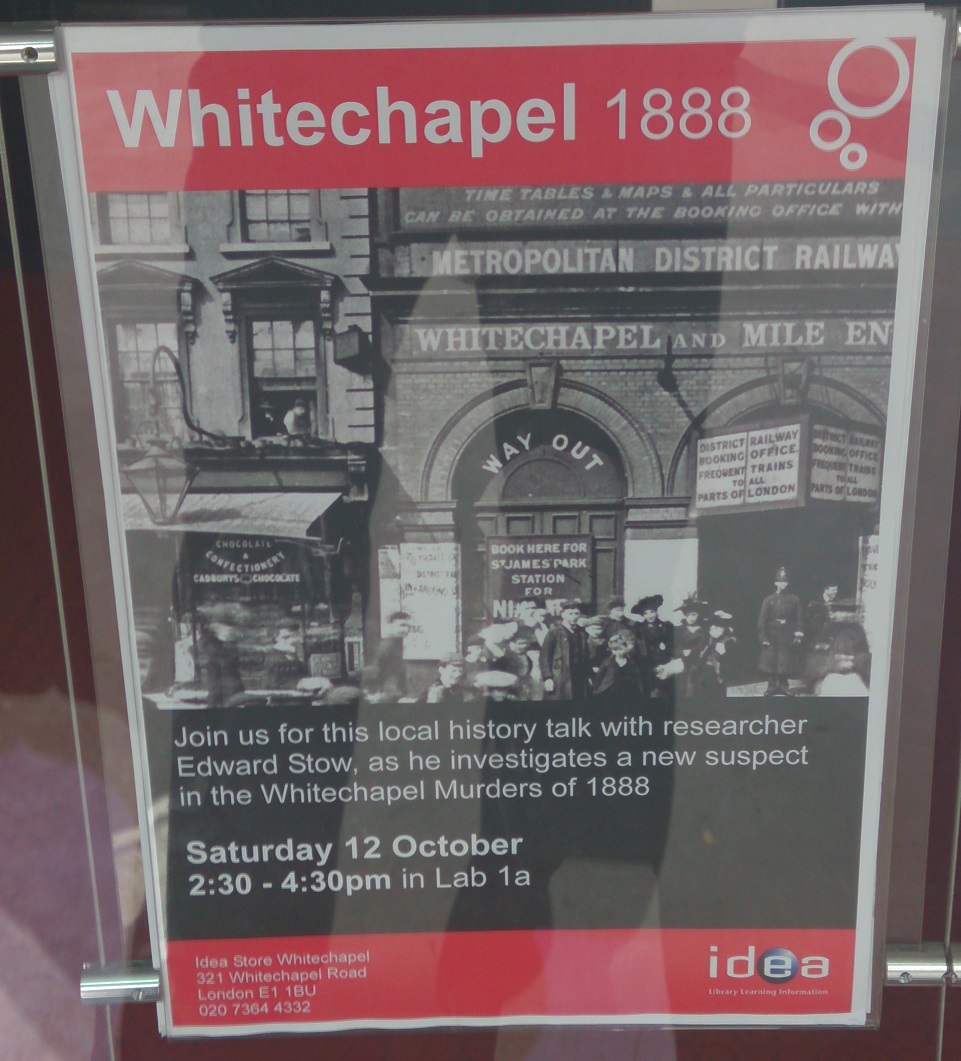 Whitechapel 1888
TIME TABLES & MAPS & ALL PARTICULARS
CAN BE OBTAINED AT THE BOOKING OFFICE WITH
METROPOLITAN DISTRICT RAILWAY
WHITECHAPEL AND MILE EN
WAY OUT
DISTRICT RAILWAY
BOOKING OFFICE
FREQUENT TRAINS
TO ALL
PARTS OF LONDON
DISTRICT RAILWAY
BOOKING OFFICE
FREQUENT TRAINS
TO ALL
PARTS OF LONDON
CHOCOLATE
&
CONFECTIONERY
CADBURYS CHOCOLATE
BOOK HERE FOR
ST JAMES PARK
STATION
FOR
Join us for this local history talk with researcher
Edward Stow, as he investigates a new suspect
in the Whitechapel Murders of 1888
Saturday 12 October
2:30 - 4:30pm in Lab 1a
Idea Store Whitechapel
321 Whitechapel Road
London E1 1BU
020 7364 4332
idea
Library Learning Information